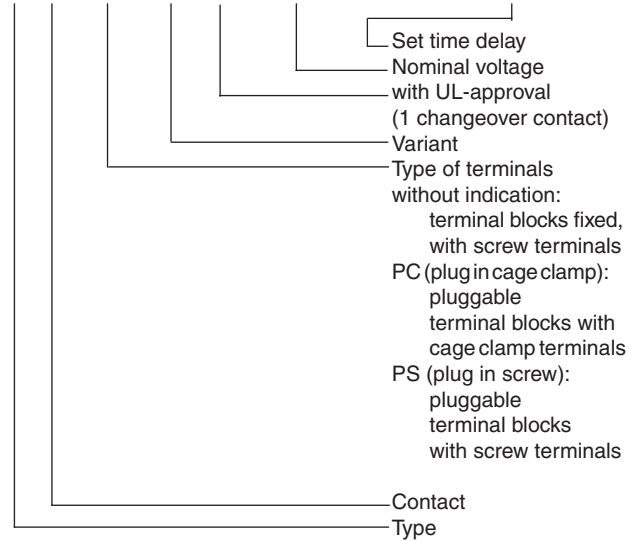 Set time delay
Nominal voltage
with UL-approval
(1 changeover contact)
Variant
Type of terminals
without indication:
terminal blocks fixed,
with screw terminals
PC (plug in cage clamp):
pluggable
terminal blocks with
cage clamp terminals
PS (plug in screw):
pluggable
terminal blocks
with screw terminals
Contact
Type